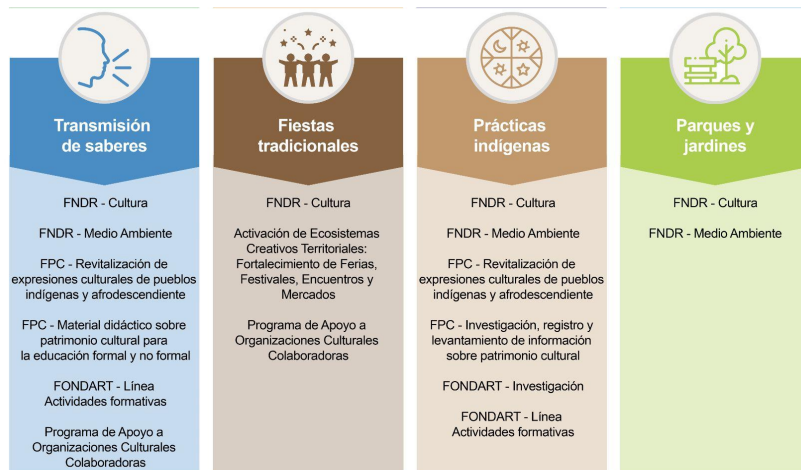 Transmisión
de saberes
FNDR - Cultura
FNDR - Medio Ambiente
FPC - Revitalización de
expresiones culturales de pueblos
indígenas y afrodescendiente
FPC - Material didáctico sobre
patrimonio cultural para
la educación formal y no formal
FONDART - Línea
Actividades formativas
Programa de Apoyo a
Organizaciones Culturales
Colaboradoras
Fiestas
tradicionales
FNDR - Cultura
Activación de Ecosistemas
Creativos Territoriales:
Fortalecimiento de Ferias,
Festivales, Encuentros y
Mercados
Programa de Apoyo a
Organizaciones Culturales
Colaboradoras
Prácticas
indígenas
FNDR - Cultura
FNDR - Medio Ambiente
FPC - Revitalización de
expresiones culturales de pueblos
indígenas y afrodescendiente
FPC - Investigación, registro y
levantamiento de información
sobre patrimonio cultural
FONDART - Investigación
FONDART - Línea
Actividades formativas
Parques y
jardines
FNDR - Cultura
FNDR - Medio Ambiente